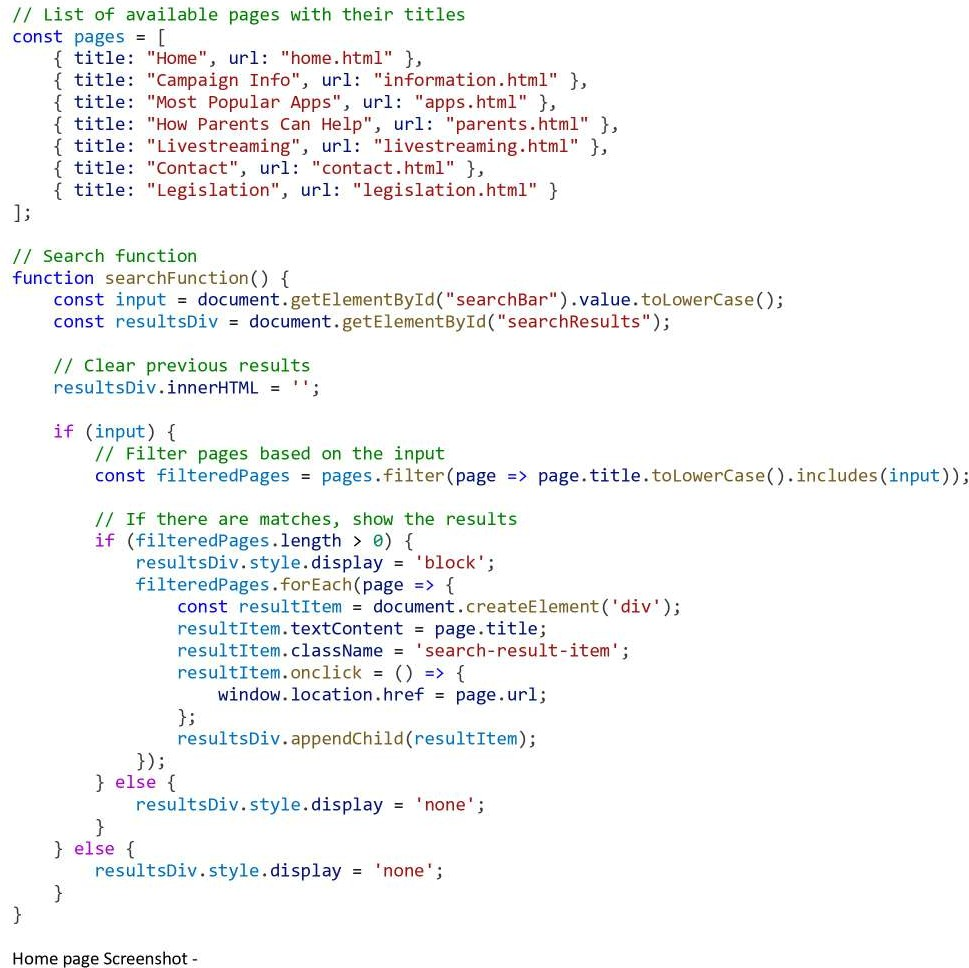 // List of available pages with their titles
const pages = [
    { title: "Home", url: "home.html" },
    { title: "Campaign Info", url: "information.html" },
    { title: "Most Popular Apps", url: "apps.html" },
    { title: "How Parents Can Help", url: "parents.html" },
    { title: "Livestreaming", url: "livestreaming.html" },
    { title: "Contact", url: "contact.html" },
    { title: "Legislation", url: "legislation.html" }
];

// Search function
function searchFunction() {
    const input = document.getElementById("searchBar").value.toLowerCase();
    const resultsDiv = document.getElementById("searchResults");

    // Clear previous results
    resultsDiv.innerHTML = '';

    if (input) {
        // Filter pages based on the input
        const filteredPages = pages.filter(page => page.title.toLowerCase().includes(input));

        // If there are matches, show the results
        if (filteredPages.length > 0) {
            resultsDiv.style.display = 'block';
            filteredPages.forEach(page => {
                const resultItem = document.createElement('div');
                resultItem.textContent = page.title;
                resultItem.className = 'search-result-item';
                resultItem.onclick = () => {
                    window.location.href = page.url;
                };
                resultsDiv.appendChild(resultItem);
            });
        } else {
            resultsDiv.style.display = 'none';
        }
    } else {
        resultsDiv.style.display = 'none';
    }
}

Home page Screenshot -